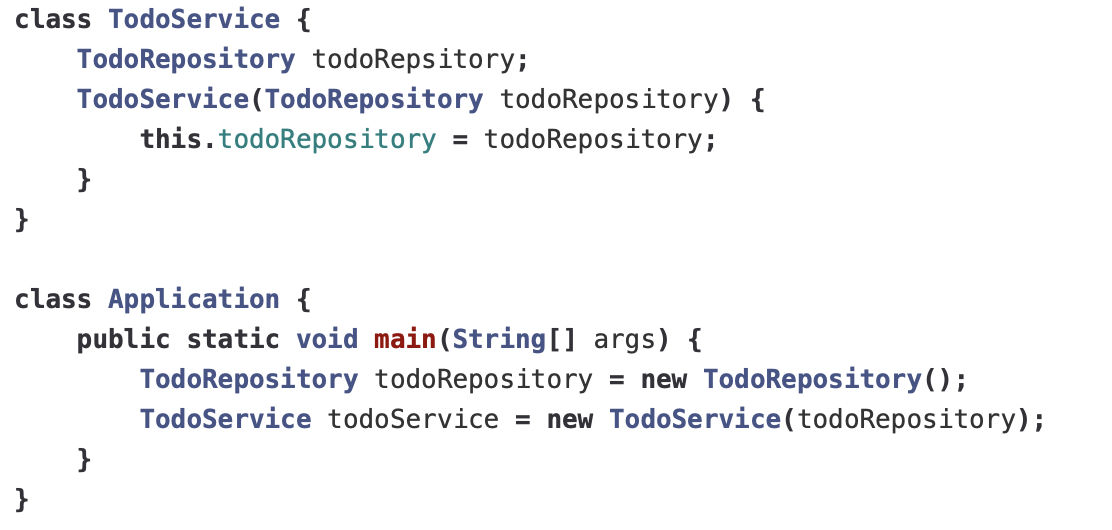 class TodoService {
    TodoRepository todoRepsitory;
    TodoService(TodoRepository todoRepository) {
        this.todoRepository = todoRepository;
    }
}

class Application {
    public static void main(String[] args) {
        TodoRepository todoRepository = new TodoRepository();
        TodoService todoService = new TodoService(todoRepository);
    }
}